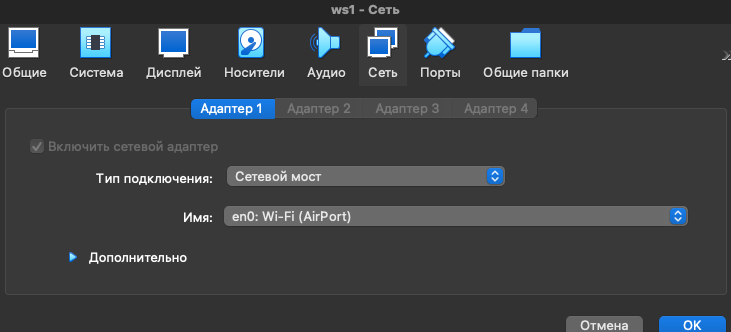 ws1 - Сеть
Общие Система Дисплей Носители Аудио Сеть Порты Общие папки
Адаптер 1 Адаптер 2 Адаптер 3 Адаптер 4
Включить сетевой адаптер
Тип подключения: Сетевой мост
Имя: en0: Wi-Fi (AirPort)
Дополнительно
Отмена OK